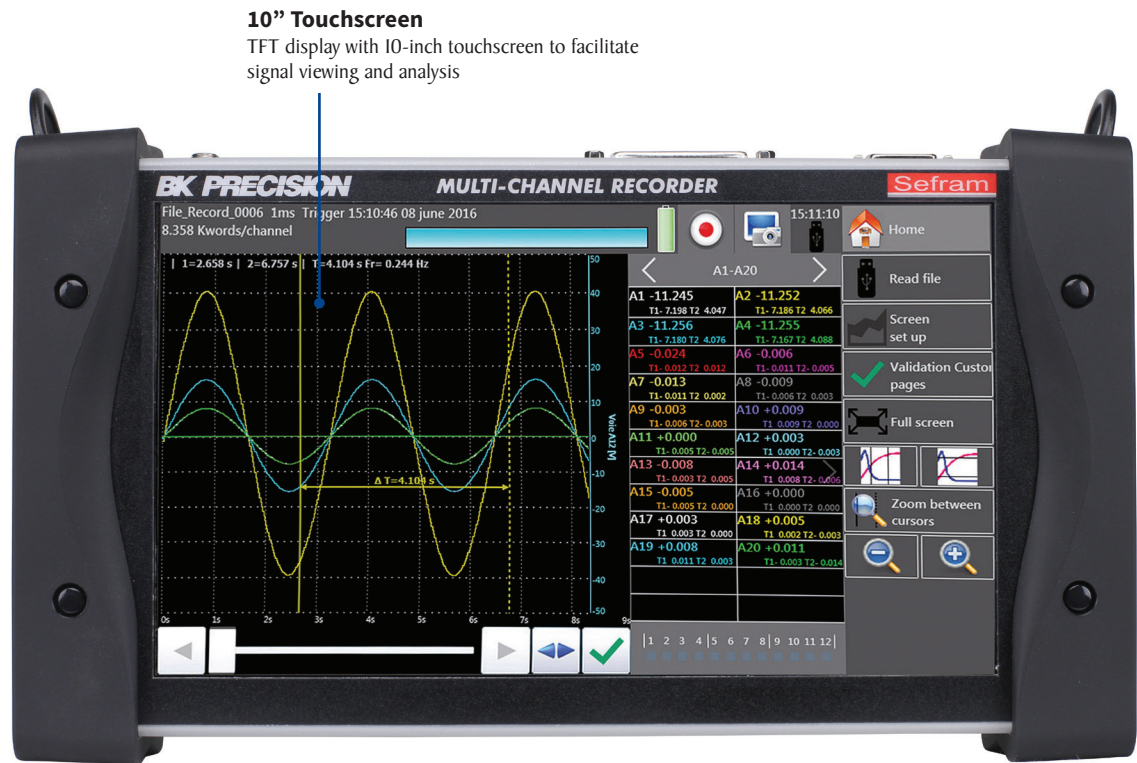 10” Touchscreen
TFT display with 10-inch touchscreen to facilitate
signal viewing and analysis
BK PRECISION
MULTI-CHANNEL RECORDER
Sefram
File_Record_0006 1ms Trigger 15:10:46 08 june 2016
8.358 Kwords/channel
15:11:10
Home
| 1=2.658 s | 2=6.757 s | T=4.104 s Fr= 0.244 Hz
50
40
30
20
10
0
-10
-20
-30
-40
-50
VoieA12 M
Δ T=4.104 s
0s 1s 2s 3s 4s 5s 6s 7s 8s 9s
A1-A20
A1 -11.245 A2 -11.252
T1- 7.198 T2 4.047 T1- 7.186 T2 4.066
A3 -11.256 A4 -11.255
T1- 7.180 T2 4.076 T1- 7.167 T2 4.088
A5 -0.024 A6 -0.006
T1- 0.012 T2 0.012 T1- 0.011 T2- 0.005
A7 -0.013 A8 -0.009
T1- 0.011 T2 0.002 T1- 0.006 T2 0.003
A9 -0.003 A10 +0.009
T1- 0.006 T2- 0.003 T1 0.009 T2 0.000
A11 +0.000 A12 +0.003
T1- 0.005 T2- 0.005 T1 0.000 T2- 0.003
A13 -0.008 A14 +0.014
T1- 0.003 T2 0.005 T1 0.008 T2- 0.006
A15 -0.005 A16 +0.000
T1- 0.005 T2 0.000 T1 0.000 T2 0.000
A17 +0.003 A18 +0.005
T1 0.003 T2 0.000 T1 0.002 T2- 0.003
A19 +0.008 A20 +0.011
T1 0.011 T2 0.003 T1- 0.003 T2- 0.014
|1 2 3 4|5 6 7 8|9 10 11 12|
Read file
Screen
set up
Validation Custor
pages
Full screen
Zoom between
cursors